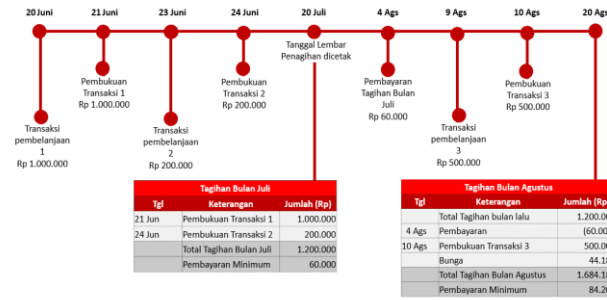 20 Juni 21 Juni 23 Juni 24 Juni 20 Juli 4 Ags 9 Ags 10 Ags 20 Ags
Tanggal Lembar
Penagihan dicetak
Pembukuan
Transaksi 1
Rp 1.000.000
Pembukuan
Transaksi 2
Rp 200.000
Pembayaran
Tagihan Bulan
Juli
Rp 60.000
Pembukuan
Transaksi 3
Rp 500.000
Transaksi
pembelanjaan
1
Rp 1.000.000
Transaksi
pembelanjaan
2
Rp 200.000
Transaksi
pembelanjaan
3
Rp 500.000
Tagihan Bulan Juli
Tgl Keterangan Jumlah (Rp)
21 Jun Pembukuan Transaksi 1 1.000.000
24 Jun Pembukuan Transaksi 2 200.000
Total Tagihan Bulan Juli 1.200.000
Pembayaran Minimum 60.000
Tagihan Bulan Agustus
Tgl Keterangan Jumlah (Rp
Total Tagihan bulan lalu 1.200.00
4 Ags Pembayaran (60.00
10 Ags Pembukuan Transaksi 3 500.00
Bunga 44.18
Total Tagihan Bulan Agustus 1.684.18
Pembayaran Minimum 84.20